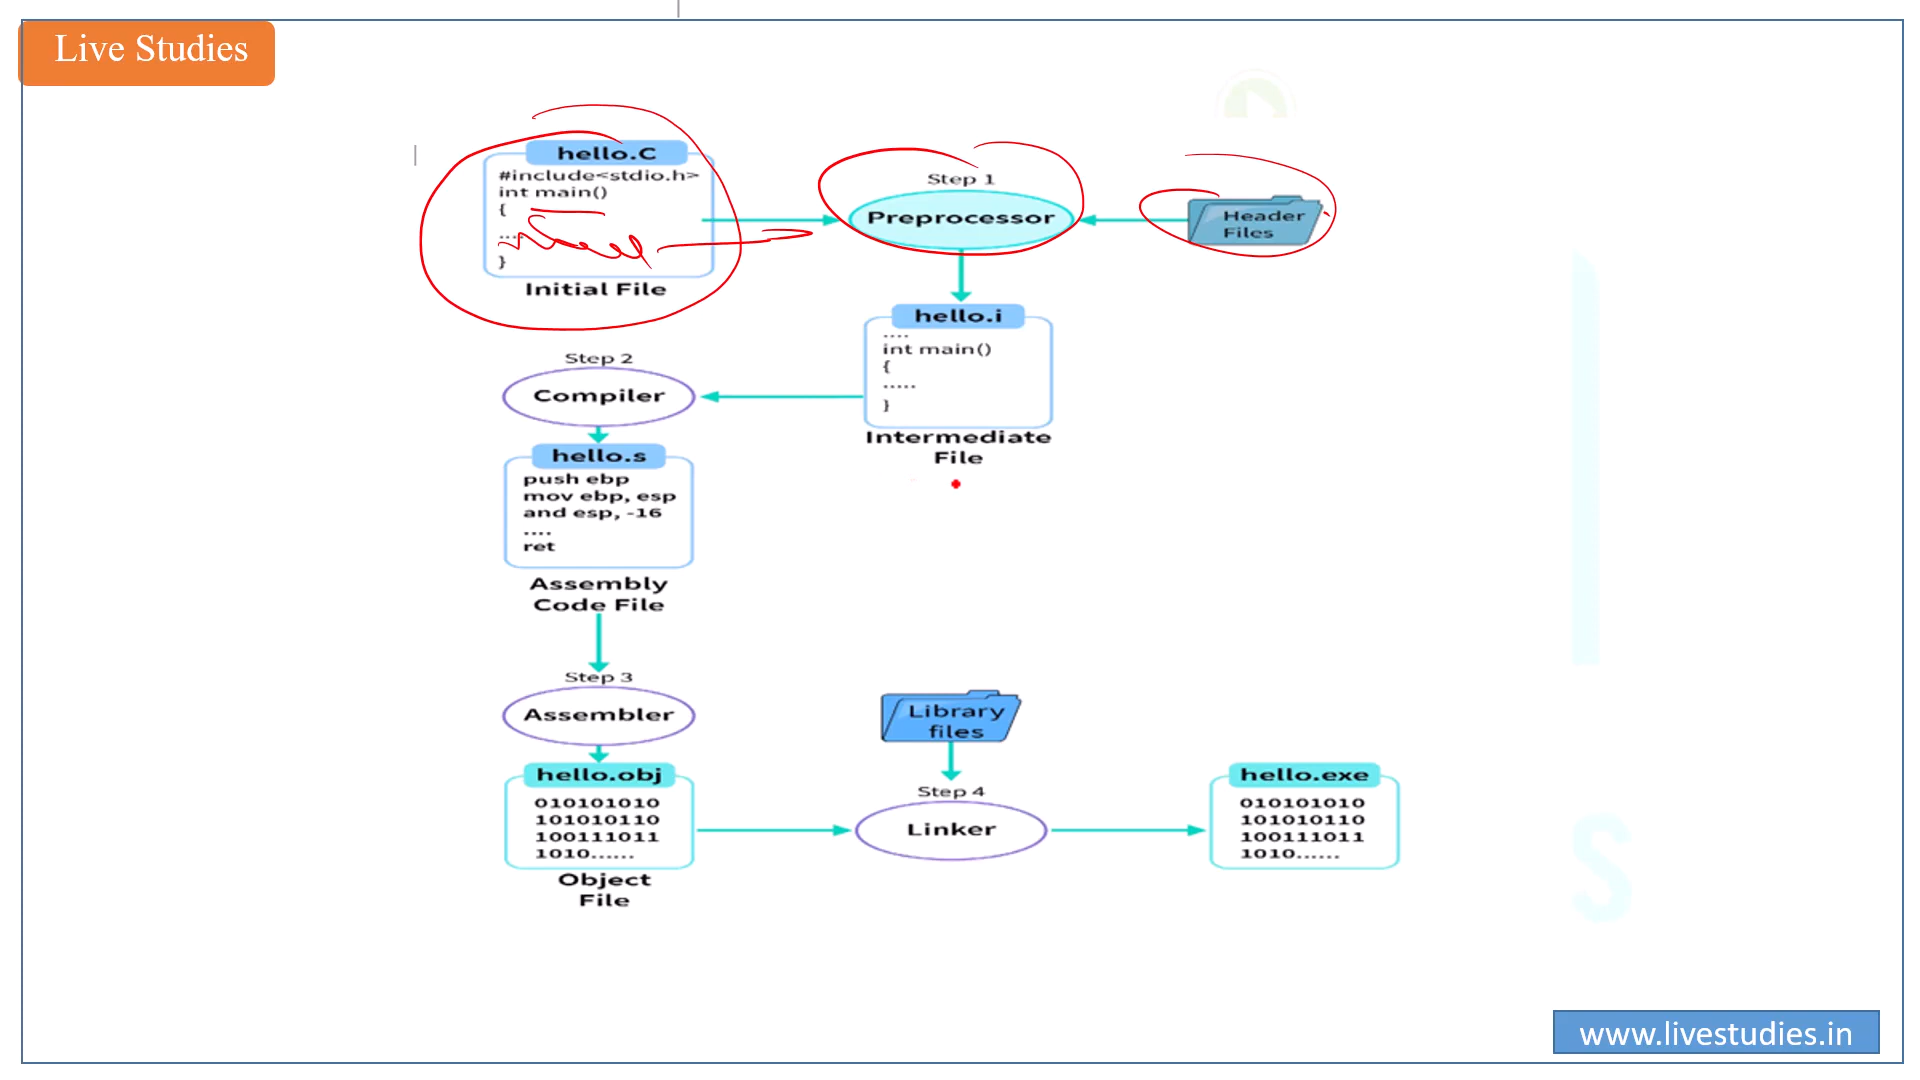 Live Studies
hello.C
#include<stdio.h>
int main()
{
....
}
Initial File
Step 1
Preprocessor
Header
Files
hello.i
....
int main()
{
.....
}
Intermediate
File
Step 2
Compiler
hello.s
push ebp
mov ebp, esp
and esp, -16
....
ret
Assembly
Code File
Step 3
Assembler
hello.obj
010101010
101010110
100111011
1010......
Object
File
Library
files
Step 4
Linker
hello.exe
010101010
101010110
100111011
1010......
S
www.livestudies.in